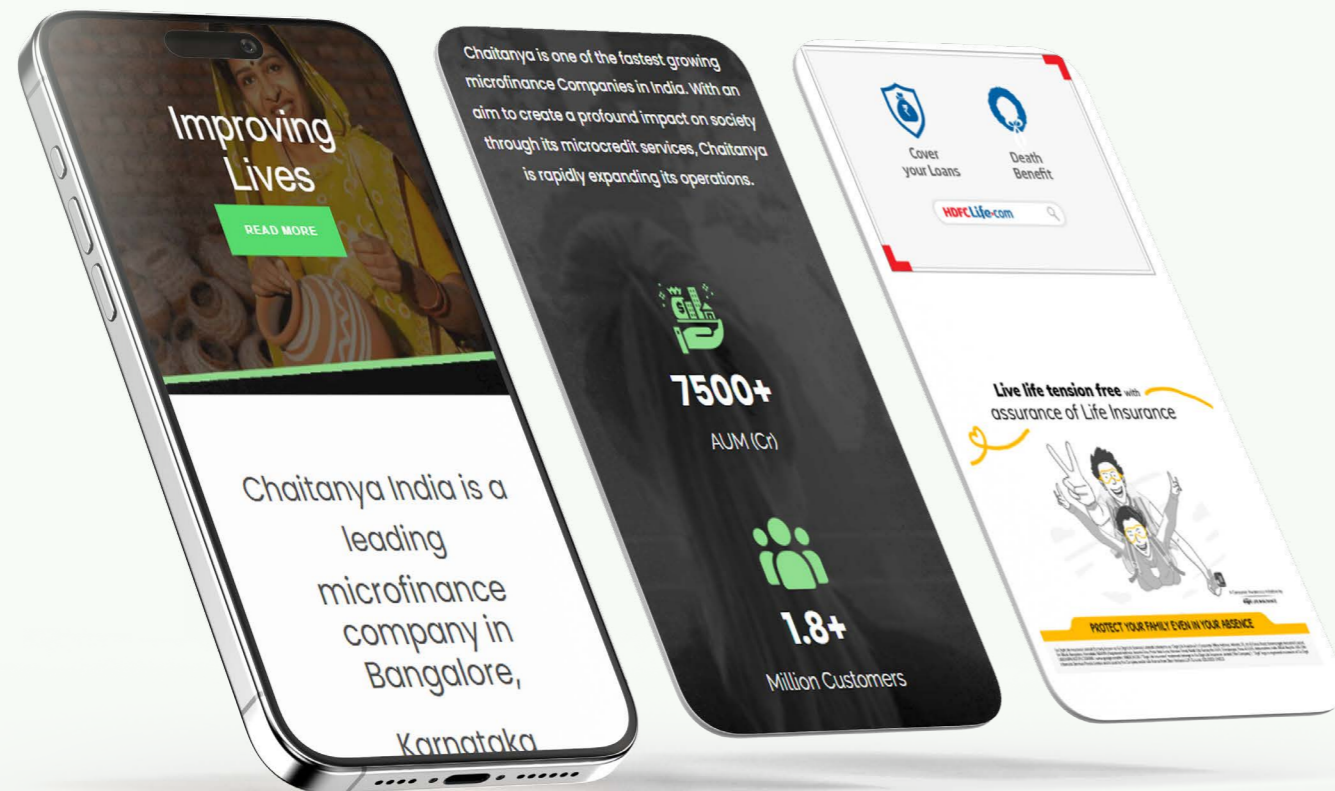 Improving
Lives
READ MORE
Chaitanya India is a
leading
microfinance
company in
Bangalore,
Karnataka
Chaitanya is one of the fastest growing
microfinance Companies in India. With an
aim to create a profound impact on society
through its microcredit services, Chaitanya
is rapidly expanding its operations.
7500+
AUM (Cr)
1.8+
Million Customers
Cover
your Loans
Death
Benefit
HDFC Life.com
Live life tension free with
assurance of Life Insurance
PROTECT YOUR FAMILY EVEN IN YOUR ABSENCE